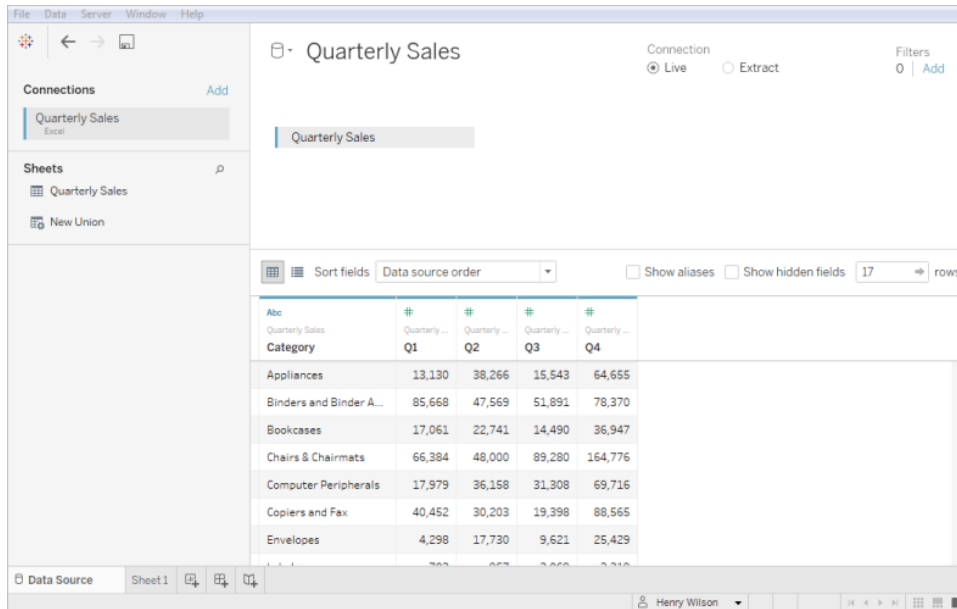 File Data Server Window Help
Quarterly Sales
Connection
Live Extract
Filters
0 Add
Connections Add
Quarterly Sales
Excel
Quarterly Sales
Sheets
Quarterly Sales
New Union
Sort fields Data source order Show aliases Show hidden fields 17 rows
Abc # # # #
Quarterly Sales Quarterly ... Quarterly ... Quarterly ... Quarterly ...
Category Q1 Q2 Q3 Q4
Appliances 13,130 38,266 15,543 64,655
Binders and Binder A... 85,668 47,569 51,891 78,370
Bookcases 17,061 22,741 14,490 36,947
Chairs & Chairmats 66,384 48,000 89,280 164,776
Computer Peripherals 17,979 36,158 31,308 69,716
Copiers and Fax 40,452 30,203 19,398 88,565
Envelopes 4,298 17,730 9,621 25,429
Data Source Sheet 1
Henry Wilson